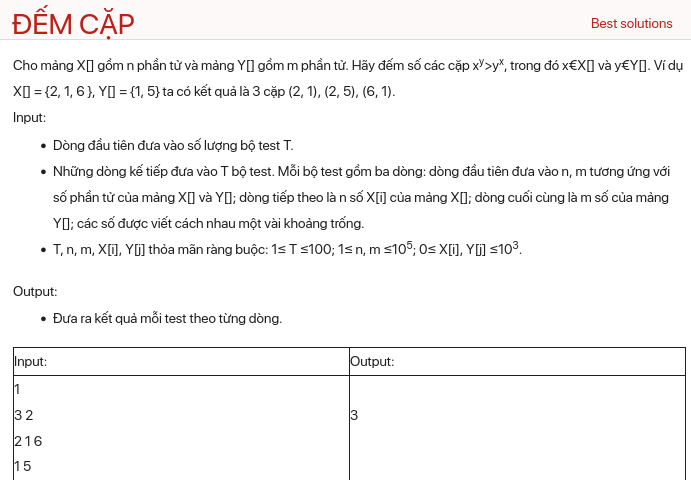 ĐẾM CẶP
Best solutions
Cho mảng X[] gồm n phần tử và mảng Y[] gồm m phần tử. Hãy đếm số các cặp x^y>y^x, trong đó x€X[] và y€Y[]. Ví dụ
X[] = {2, 1, 6 }, Y[] = {1, 5} ta có kết quả là 3 cặp (2, 1), (2, 5), (6, 1).
Input:
• Dòng đầu tiên đưa vào số lượng bộ test T.
• Những dòng kế tiếp đưa vào T bộ test. Mỗi bộ test gồm ba dòng: dòng đầu tiên đưa vào n, m tương ứng với
số phần tử của mảng X[] và Y[]; dòng tiếp theo là n số X[i] của mảng X[]; dòng cuối cùng là m số của mảng
Y[]; các số được viết cách nhau một vài khoảng trống.
• T, n, m, X[i], Y[j] thỏa mãn ràng buộc: 1≤ T ≤100; 1≤ n, m ≤10^5; 0≤ X[i], Y[j] ≤10^3.
Output:
• Đưa ra kết quả mỗi test theo từng dòng.
Input: Output:
1
3 2 3
2 1 6
1 5